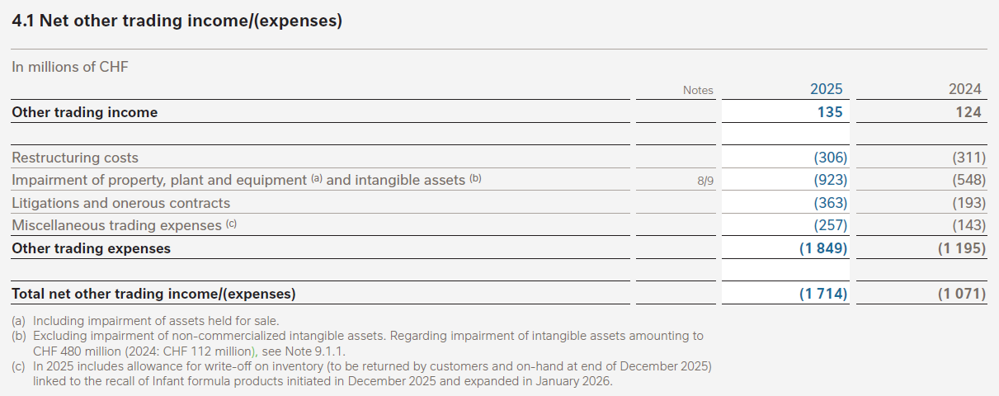 4.1 Net other trading income/(expenses)
In millions of CHF
Notes 2025 2024
Other trading income 135 124
Restructuring costs (306) (311)
Impairment of property, plant and equipment (a) and intangible assets (b) 8/9 (923) (548)
Litigations and onerous contracts (363) (193)
Miscellaneous trading expenses (c) (257) (143)
Other trading expenses (1 849) (1 195)
Total net other trading income/(expenses) (1 714) (1 071)
(a) Including impairment of assets held for sale.
(b) Excluding impairment of non-commercialized intangible assets. Regarding impairment of intangible assets amounting to
CHF 480 million (2024: CHF 112 million), see Note 9.1.1.
(c) In 2025 includes allowance for write-off on inventory (to be returned by customers and on-hand at end of December 2025)
linked to the recall of Infant formula products initiated in December 2025 and expanded in January 2026.